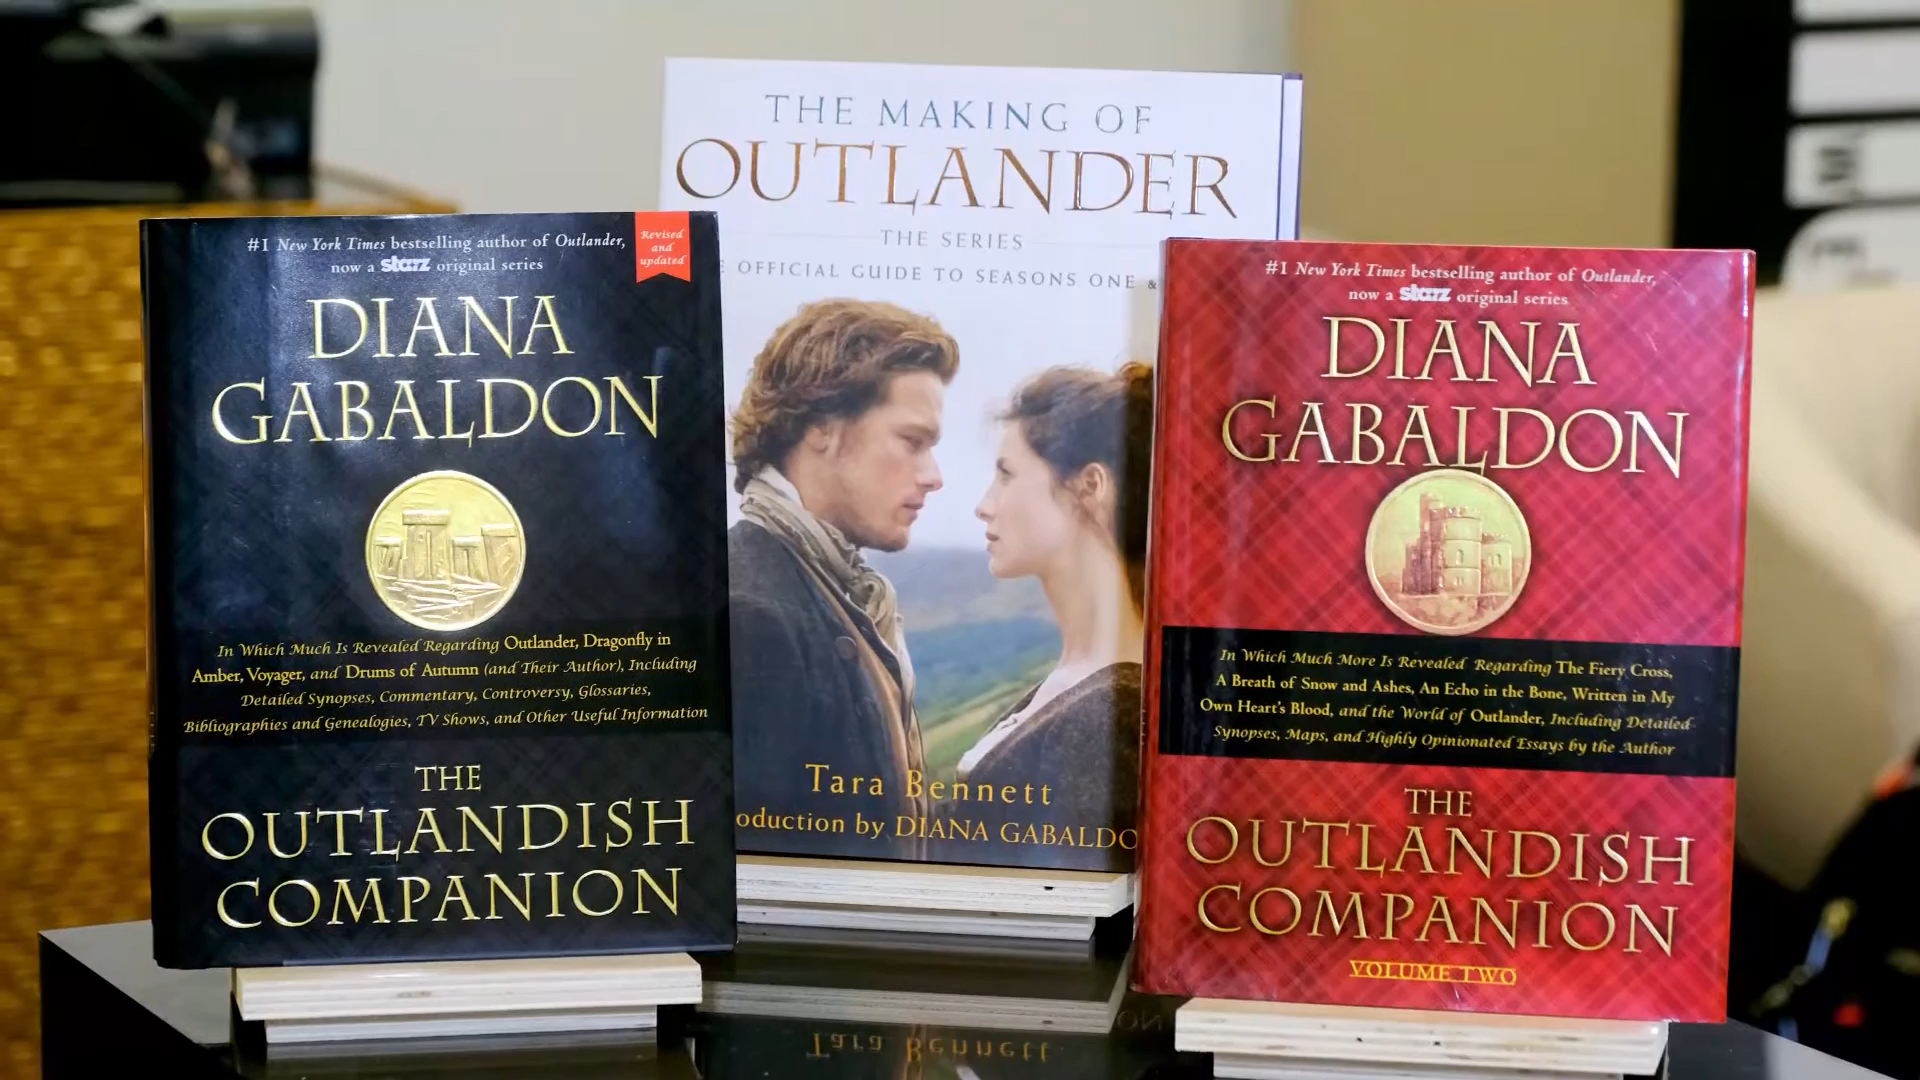 #1 New York Times bestselling author of Outlander,
now a starz original series
Revised
and
updated
DIANA
GABALDON
In Which Much Is Revealed Regarding Outlander, Dragonfly in
Amber, Voyager, and Drums of Autumn (and Their Author), Including
Detailed Synopses, Commentary, Controversy, Glossaries,
Bibliographies and Genealogies, TV Shows, and Other Useful Information
THE
OUTLANDISH
COMPANION
THE MAKING OF
OUTLANDER
THE SERIES
E OFFICIAL GUIDE TO SEASONS ONE &
Tara Bennett
oduction by DIANA GABALDO
#1 New York Times bestselling author of Outlander,
now a starz original series
DIANA
GABALDON
In Which Much More Is Revealed Regarding The Fiery Cross,
A Breath of Snow and Ashes, An Echo in the Bone, Written in My
Own Heart's Blood, and the World of Outlander, Including Detailed
Synopses, Maps, and Highly Opinionated Essays by the Author
THE
OUTLANDISH
COMPANION
VOLUME TWO
Tara Bennett